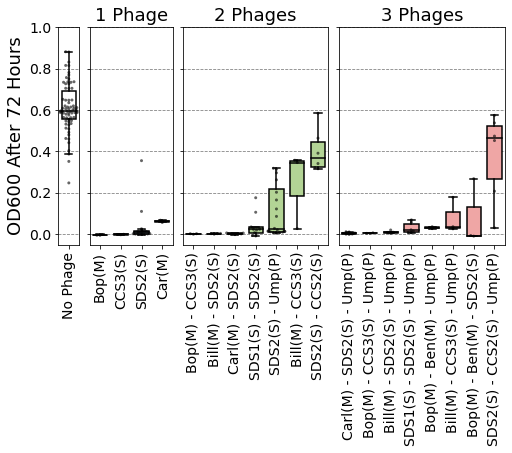 1 Phage
2 Phages
3 Phages
OD600 After 72 Hours
1.0
0.8
0.6
0.4
0.2
0.0
No Phage
Bop(M)
CCS3(S)
SDS2(S)
Car(M)
Bop(M) - CCS3(S)
Bill(M) - SDS2(S)
Carl(M) - SDS2(S)
SDS1(S) - SDS2(S)
SDS2(S) - Ump(P)
Bill(M) - CCS3(S)
SDS2(S) - CCS2(S)
Carl(M) - SDS2(S) - Ump(P)
Bop(M) - CCS3(S) - Ump(P)
Bill(M) - SDS2(S) - Ump(P)
SDS1(S) - SDS2(S) - Ump(P)
Bop(M) - Ben(M) - Ump(P)
Bill(M) - CCS3(S) - Ump(P)
Bop(M) - Ben(M) - SDS2(S)
SDS2(S) - CCS2(S) - Ump(P)